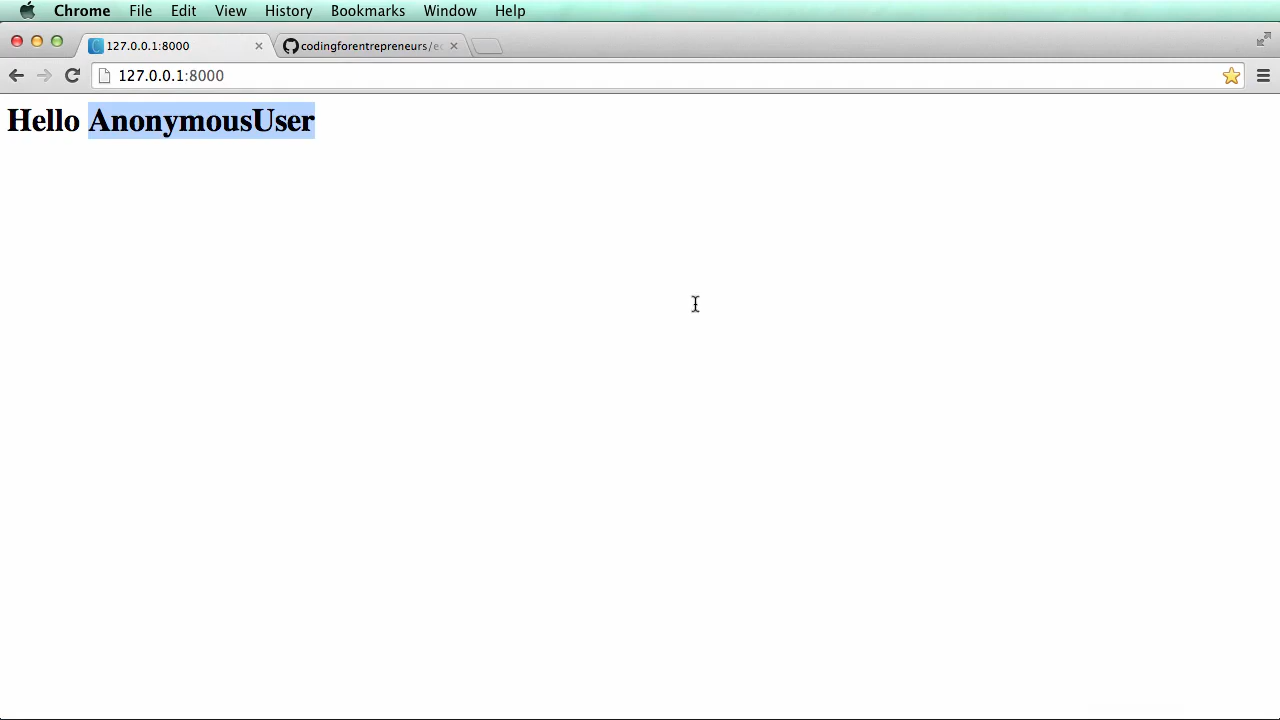 Chrome File Edit View History Bookmarks Window Help
127.0.0.1:8000 codingforentrepreneurs/ec
127.0.0.1:8000
Hello AnonymousUser